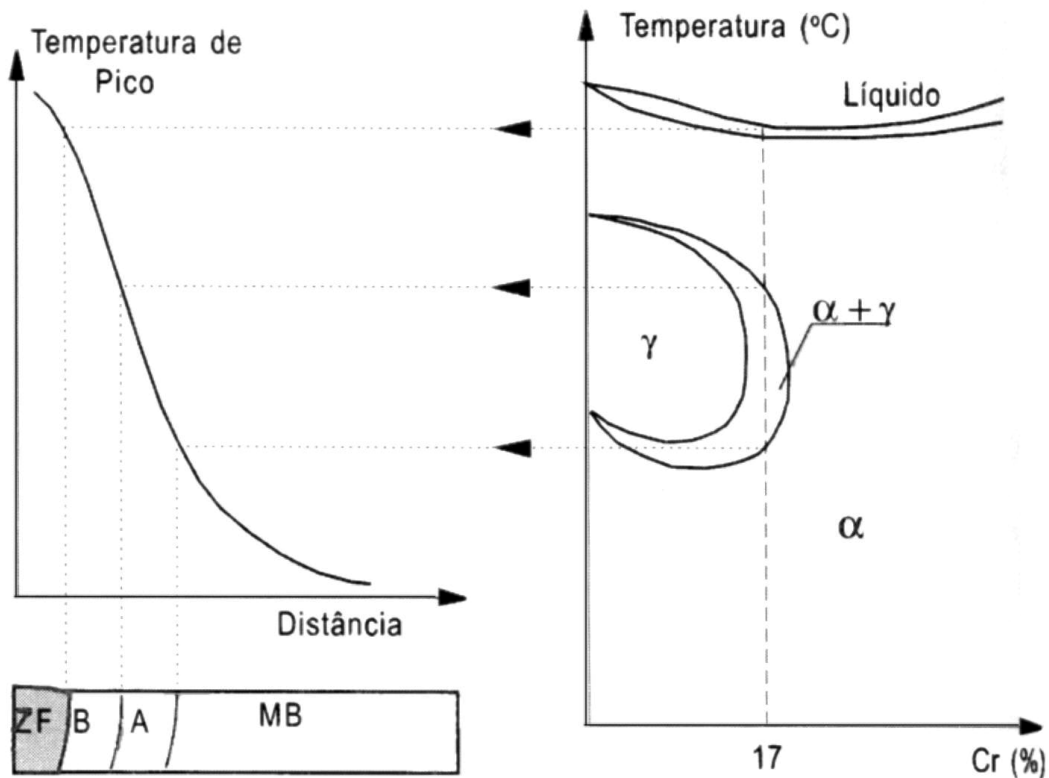 Temperatura de
Pico
Distância
ZF B A MB
Temperatura (ºC)
Líquido
α + γ
γ
α
17
Cr (%)